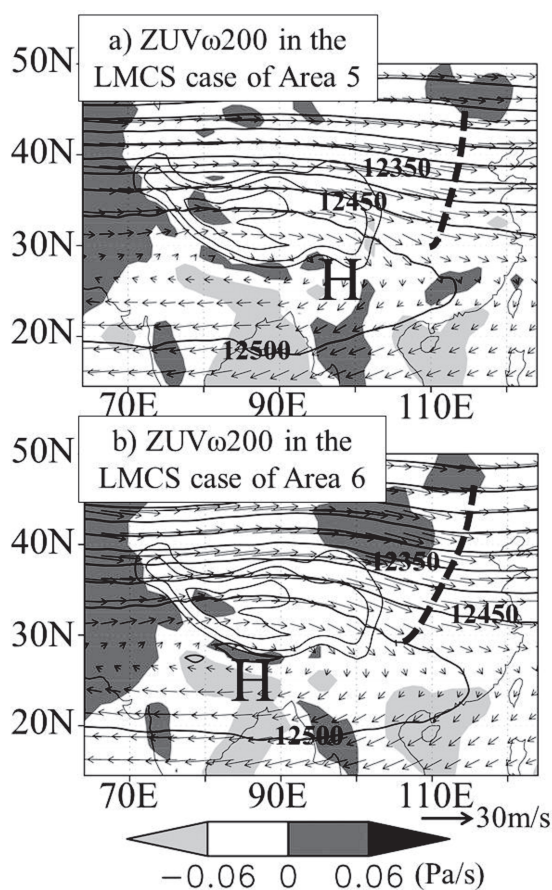 a) ZUVω200 in the
LMCS case of Area 5
50N
40N
30N
20N
12350
12450
H
12500
70E 90E 110E
b) ZUVω200 in the
LMCS case of Area 6
50N
40N
30N
20N
12350
12450
H
12500
70E 90E 110E
30m/s
−0.06 0 0.06 (Pa/s)